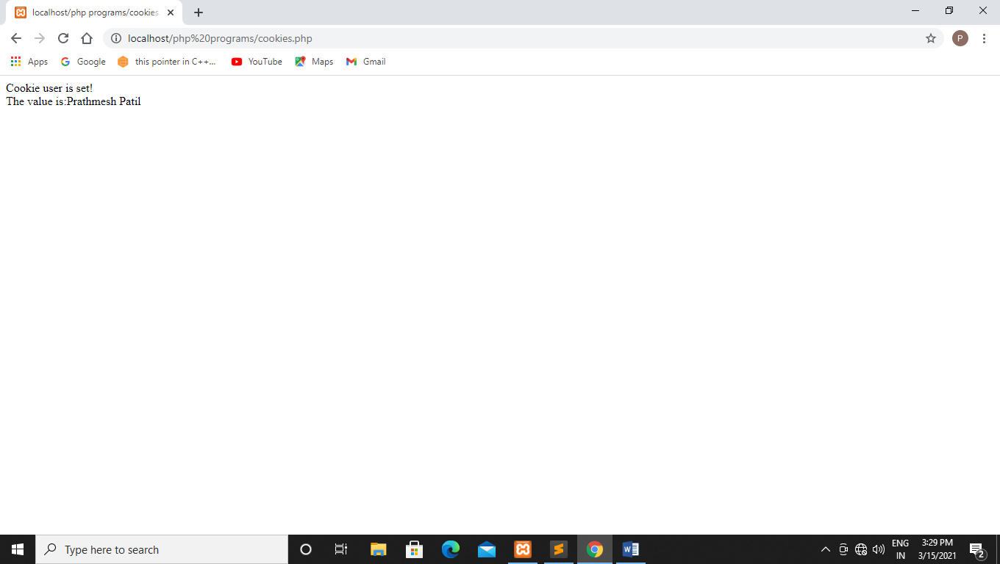 localhost/php programs/cookies.
localhost/php%20programs/cookies.php
P
Apps
Google
this pointer in C++...
YouTube
Maps
Gmail
Cookie user is set!
The value is:Prathmesh Patil
Type here to search
ENG
IN
3:29 PM
3/15/2021
2